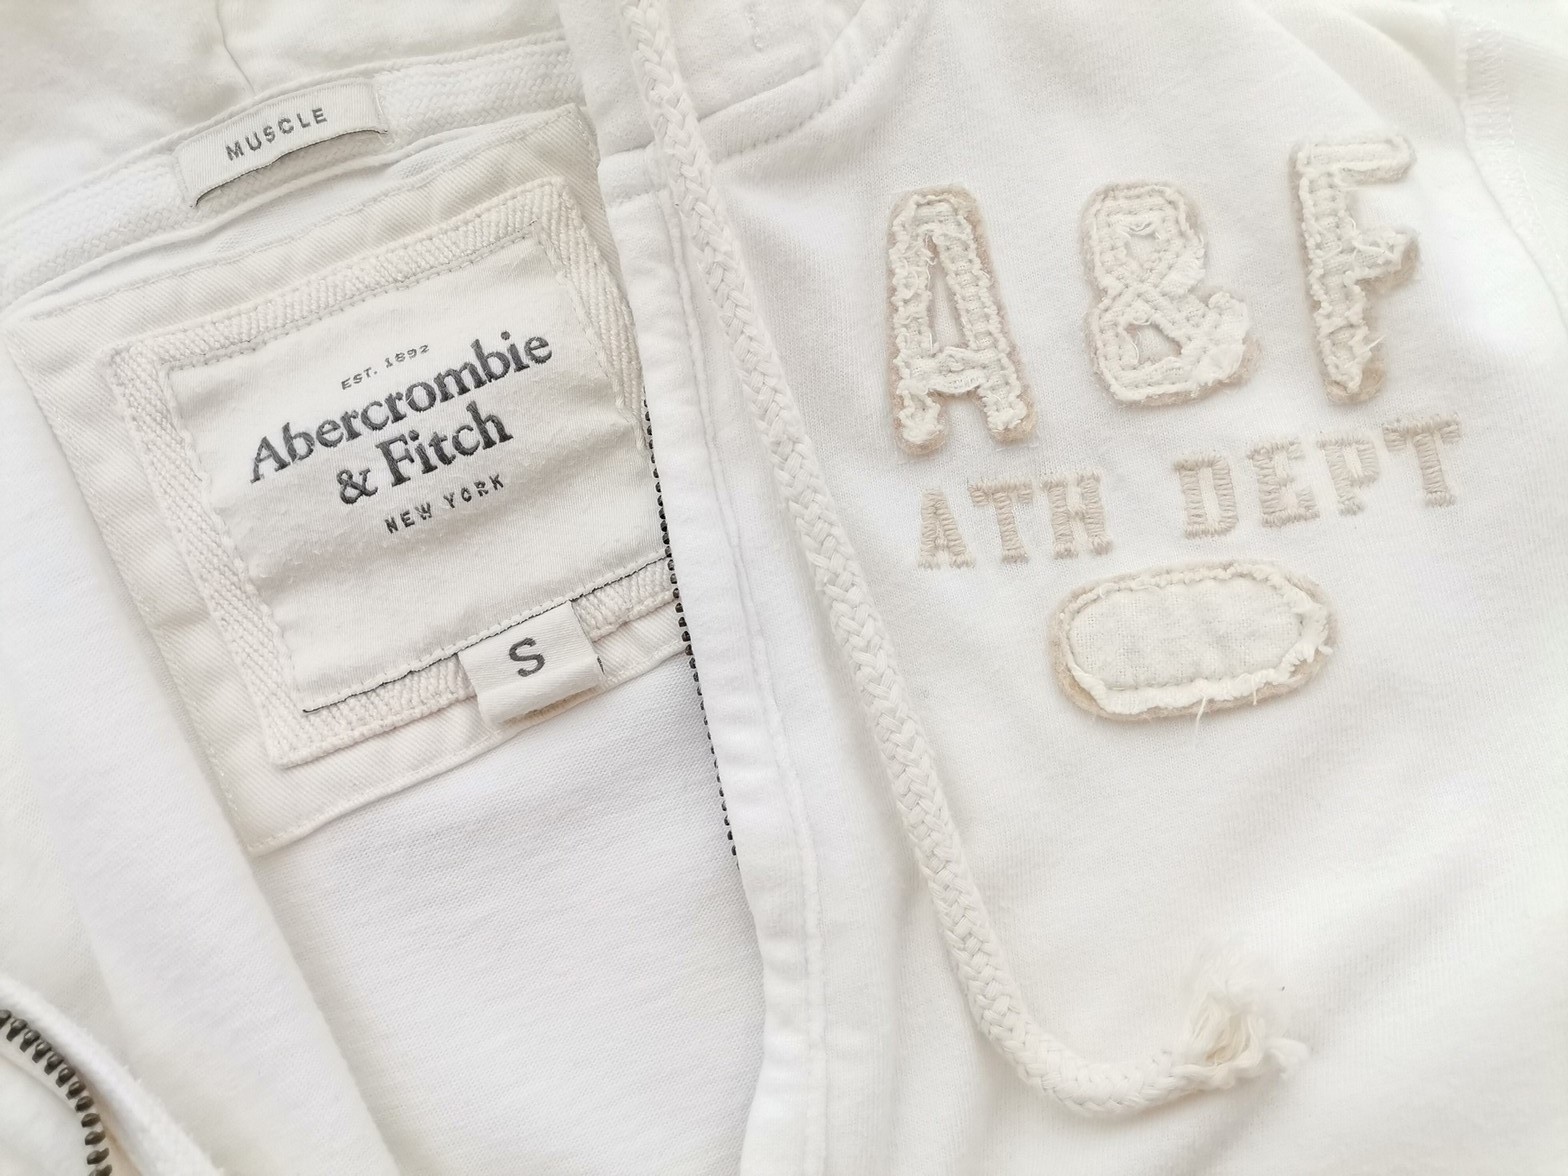 MUSCLE
EST. 1892
Abercrombie
& Fitch
NEW YORK
S
A&F
ATH DEPT